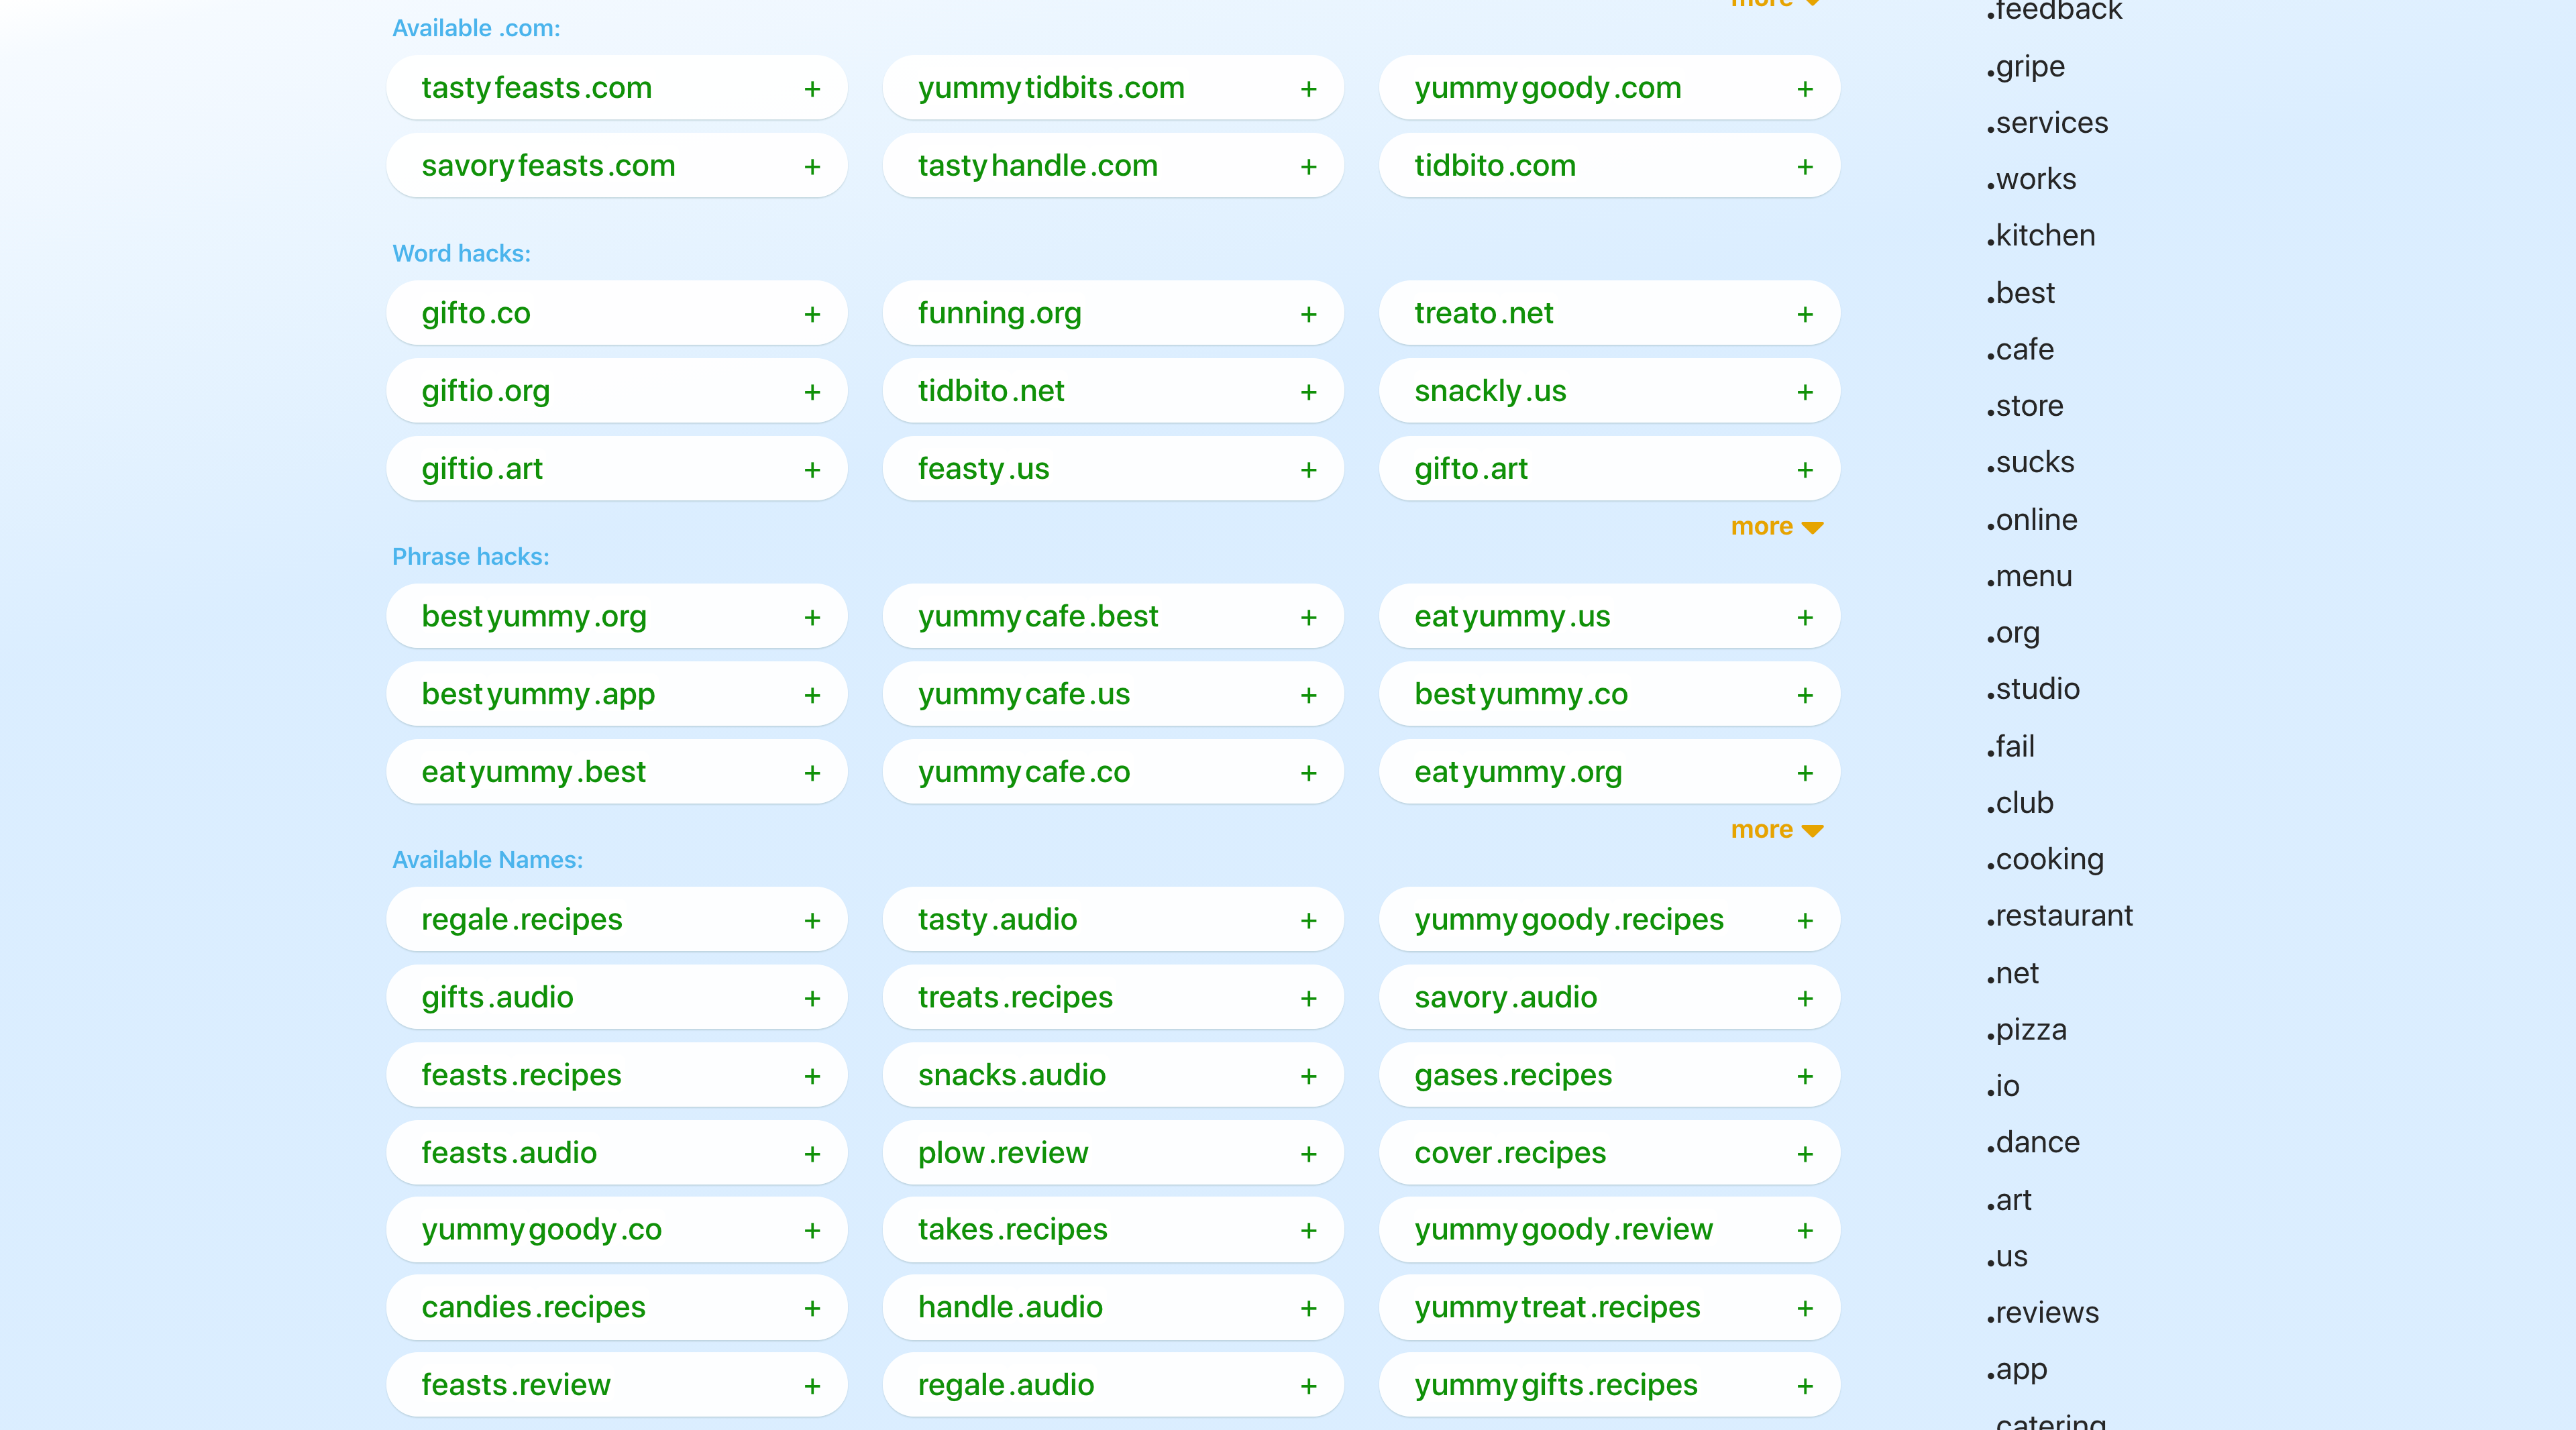 more
Available .com:
tastyfeasts.com +
yummytidbits.com +
yummygoody.com +
savoryfeasts.com +
tastyhandle.com +
tidbito.com +
Word hacks:
gifto.co +
funning.org +
treato.net +
giftio.org +
tidbito.net +
snackly.us +
giftio.art +
feasty.us +
gifto.art +
more
Phrase hacks:
bestyummy.org +
yummycafe.best +
eatyummy.us +
bestyummy.app +
yummycafe.us +
bestyummy.co +
eatyummy.best +
yummycafe.co +
eatyummy.org +
more
Available Names:
regale.recipes +
tasty.audio +
yummygoody.recipes +
gifts.audio +
treats.recipes +
savory.audio +
feasts.recipes +
snacks.audio +
gases.recipes +
feasts.audio +
plow.review +
cover.recipes +
yummygoody.co +
takes.recipes +
yummygoody.review +
candies.recipes +
handle.audio +
yummytreat.recipes +
feasts.review +
regale.audio +
yummygifts.recipes +
.feedback
.gripe
.services
.works
.kitchen
.best
.cafe
.store
.sucks
.online
.menu
.org
.studio
.fail
.club
.cooking
.restaurant
.net
.pizza
.io
.dance
.art
.us
.reviews
.app
catering